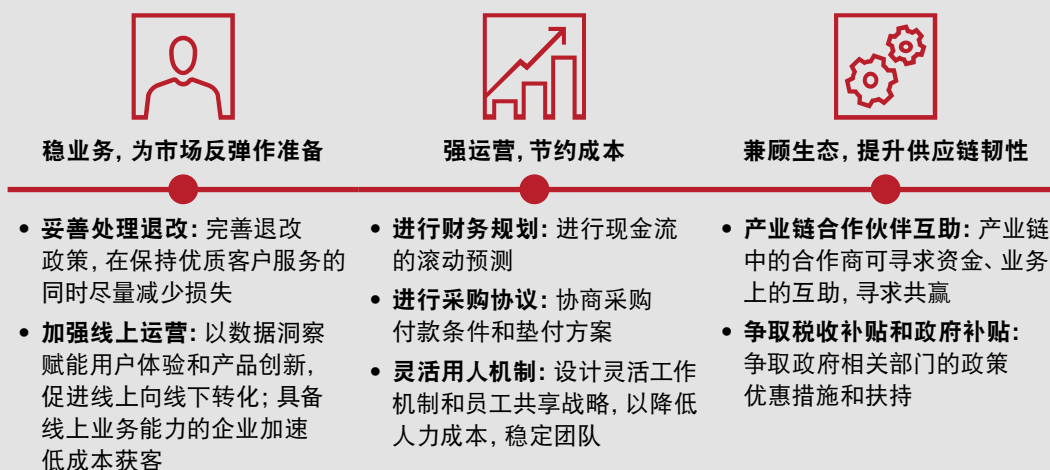 稳业务, 为市场反弹作准备
• 妥善处理退改: 完善退改
政策, 在保持优质客户服务的
同时尽量减少损失
• 加强线上运营: 以数据洞察
赋能用户体验和产品创新,
促进线上向线下转化; 具备
线上业务能力的企业加速
低成本获客
强运营, 节约成本
• 进行财务规划: 进行现金流
的滚动预测
• 进行采购协议: 协商采购
付款条件和垫付方案
• 灵活用人机制: 设计灵活工作
机制和员工共享战略, 以降低
人力成本, 稳定团队
兼顾生态, 提升供应链韧性
• 产业链合作伙伴互助: 产业链
中的合作商可寻求资金、业务
上的互助, 寻求共赢
• 争取税收补贴和政府补贴:
争取政府相关部门的政策
优惠措施和扶持